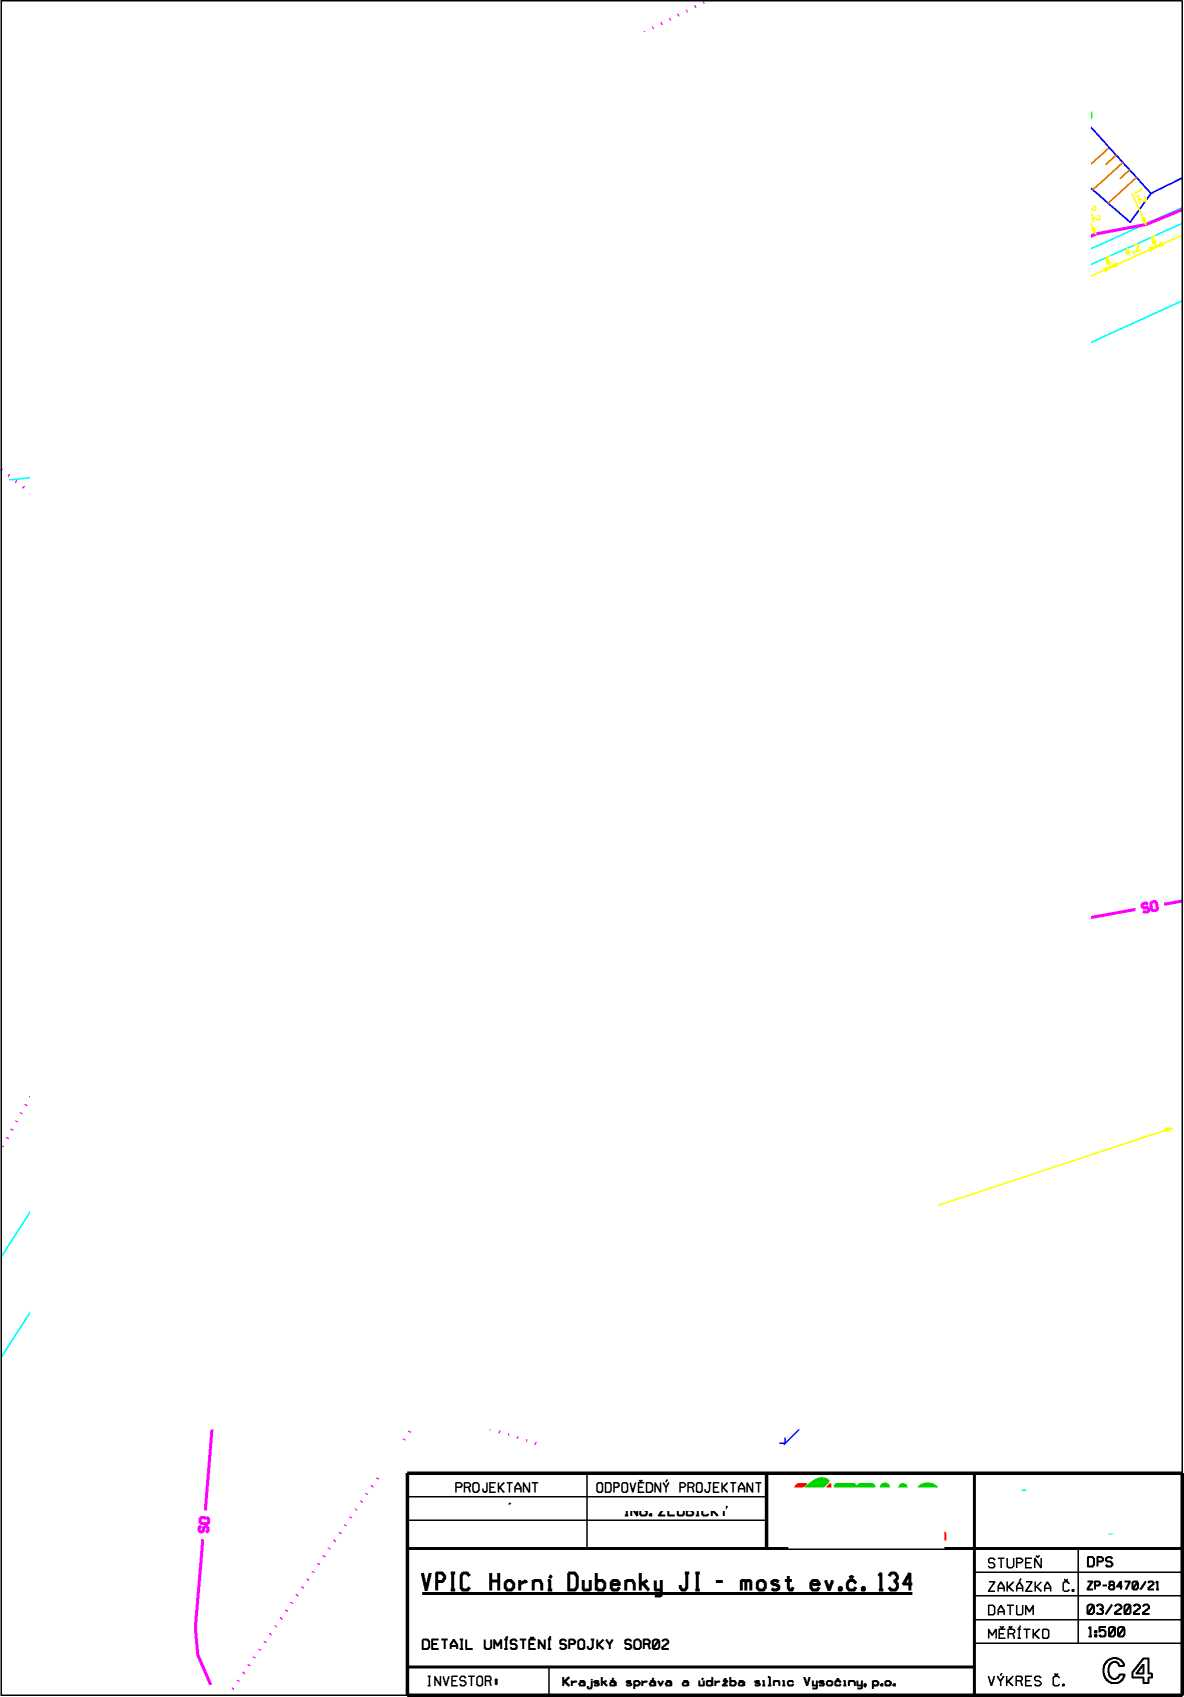 SO
SO
PROJEKTANT ODPOVĚDNÝ PROJEKTANT
VPIC Horní Dubenky JI - most ev.č. 134
DETAIL UMÍSTĚNÍ SPOJKY SOR02
INVESTOR: Krajská správa a údržba silnic Vysočiny, p.o.
STUPEŇ DPS
ZAKÁZKA Č. ZP-8470/21
DATUM 03/2022
MĚŘÍTKO 1:500
VÝKRES Č. C4